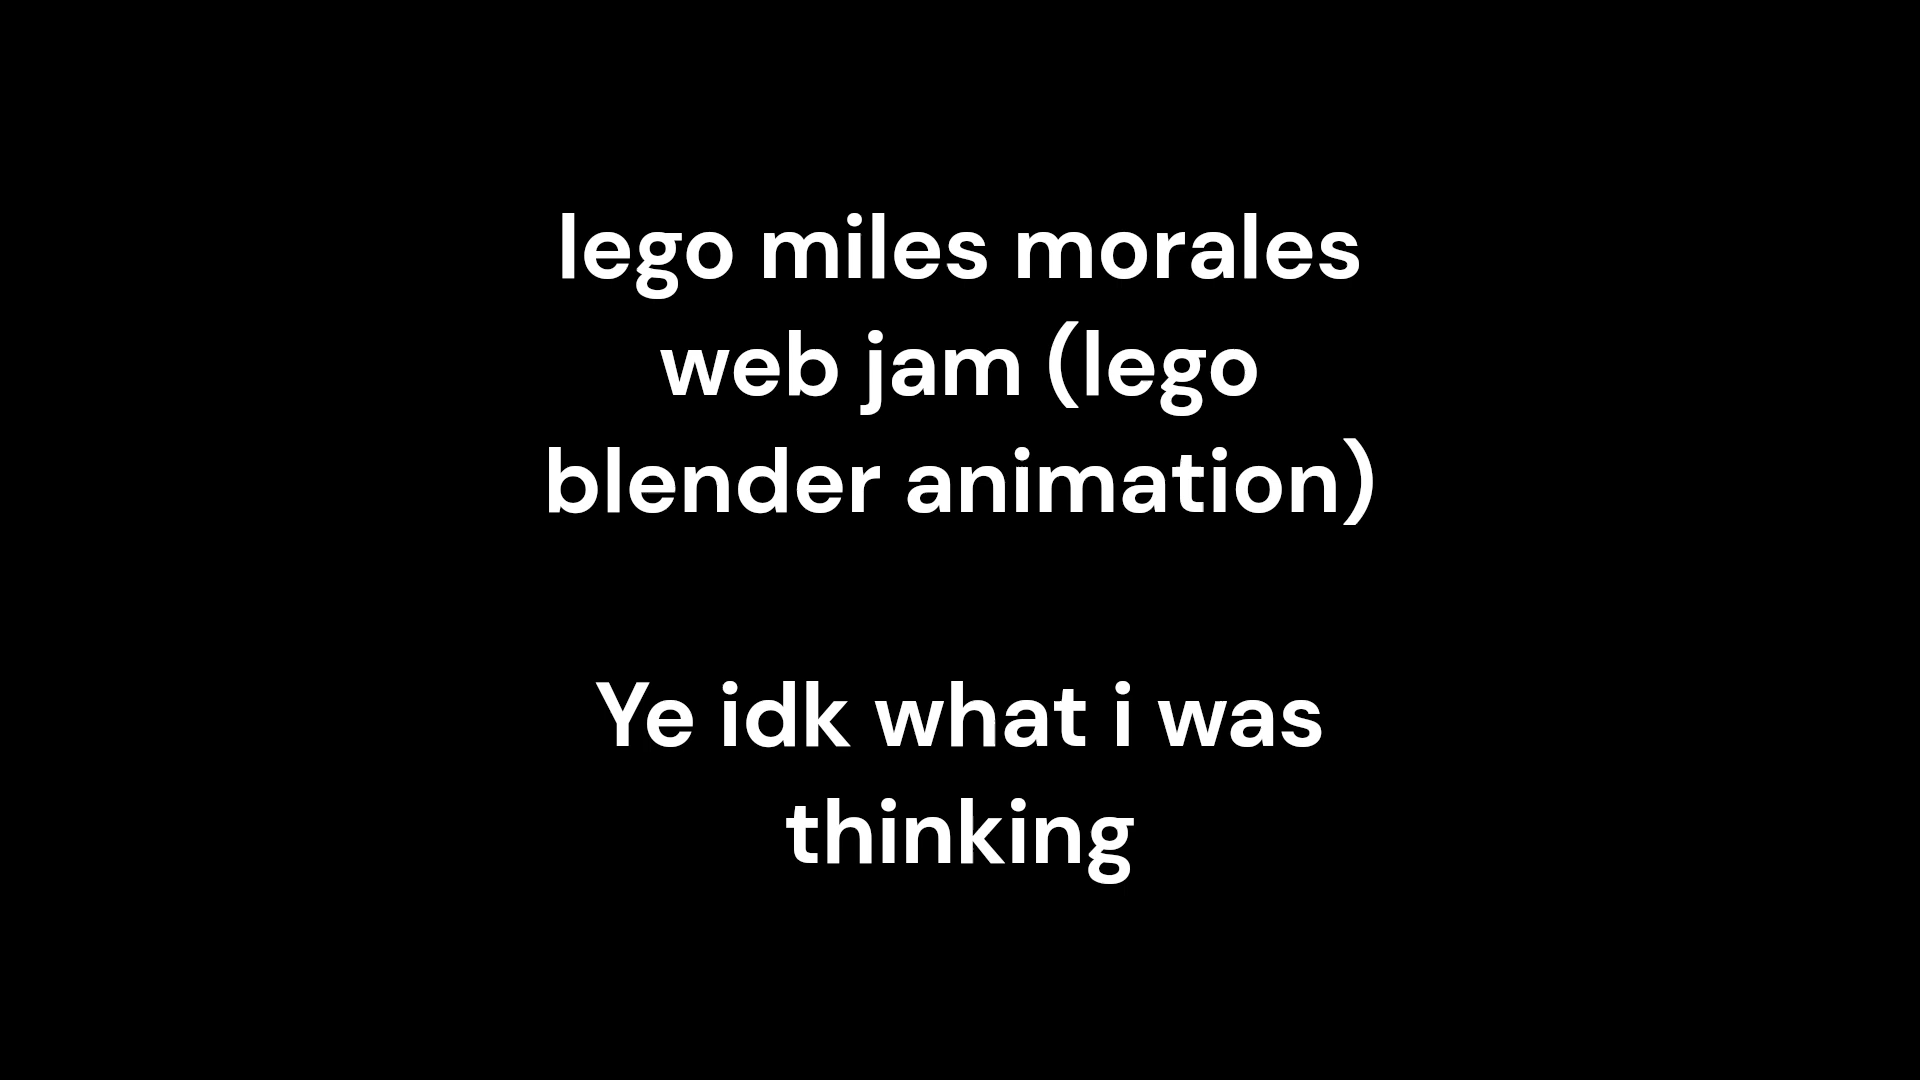 lego miles morales
web jam (lego
blender animation)
Ye idk what i was
thinking